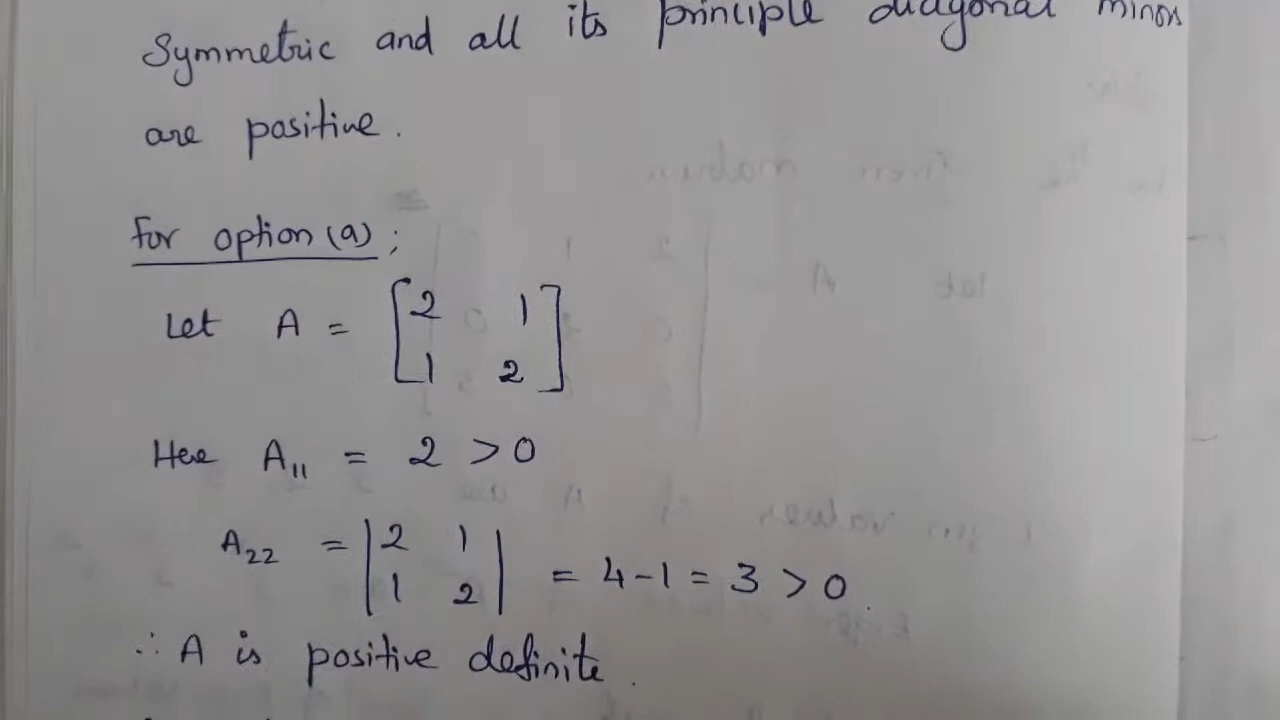 Symmetric and all its principle diagonal minors
are positive.
For option (a);
Let A = [2 1
1 2]
Here A11 = 2 > 0
A22 = |2 1
1 2| = 4-1 = 3 > 0.
∴ A is positive definite.